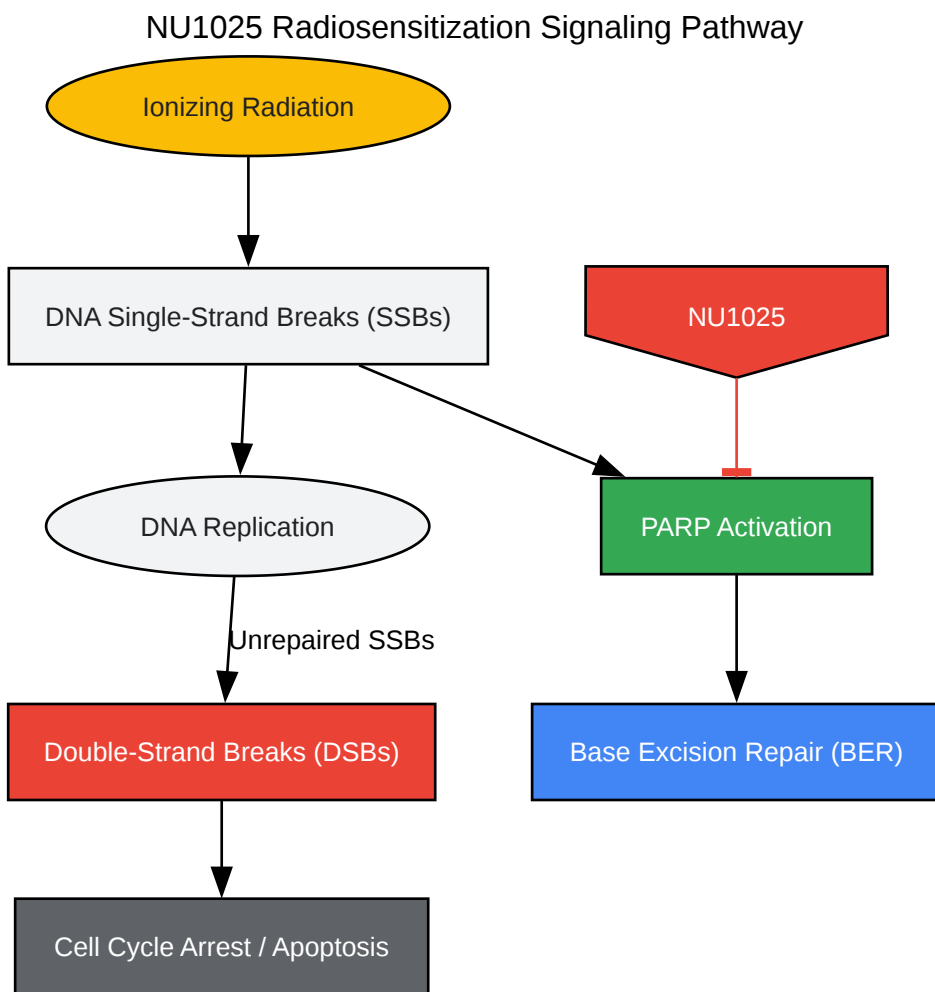 NU1025 Radiosensitization Signaling Pathway
Ionizing Radiation
DNA Single-Strand Breaks (SSBs)
NU1025
DNA Replication
PARP Activation
Unrepaired SSBs
Double-Strand Breaks (DSBs)
Base Excision Repair (BER)
Cell Cycle Arrest / Apoptosis